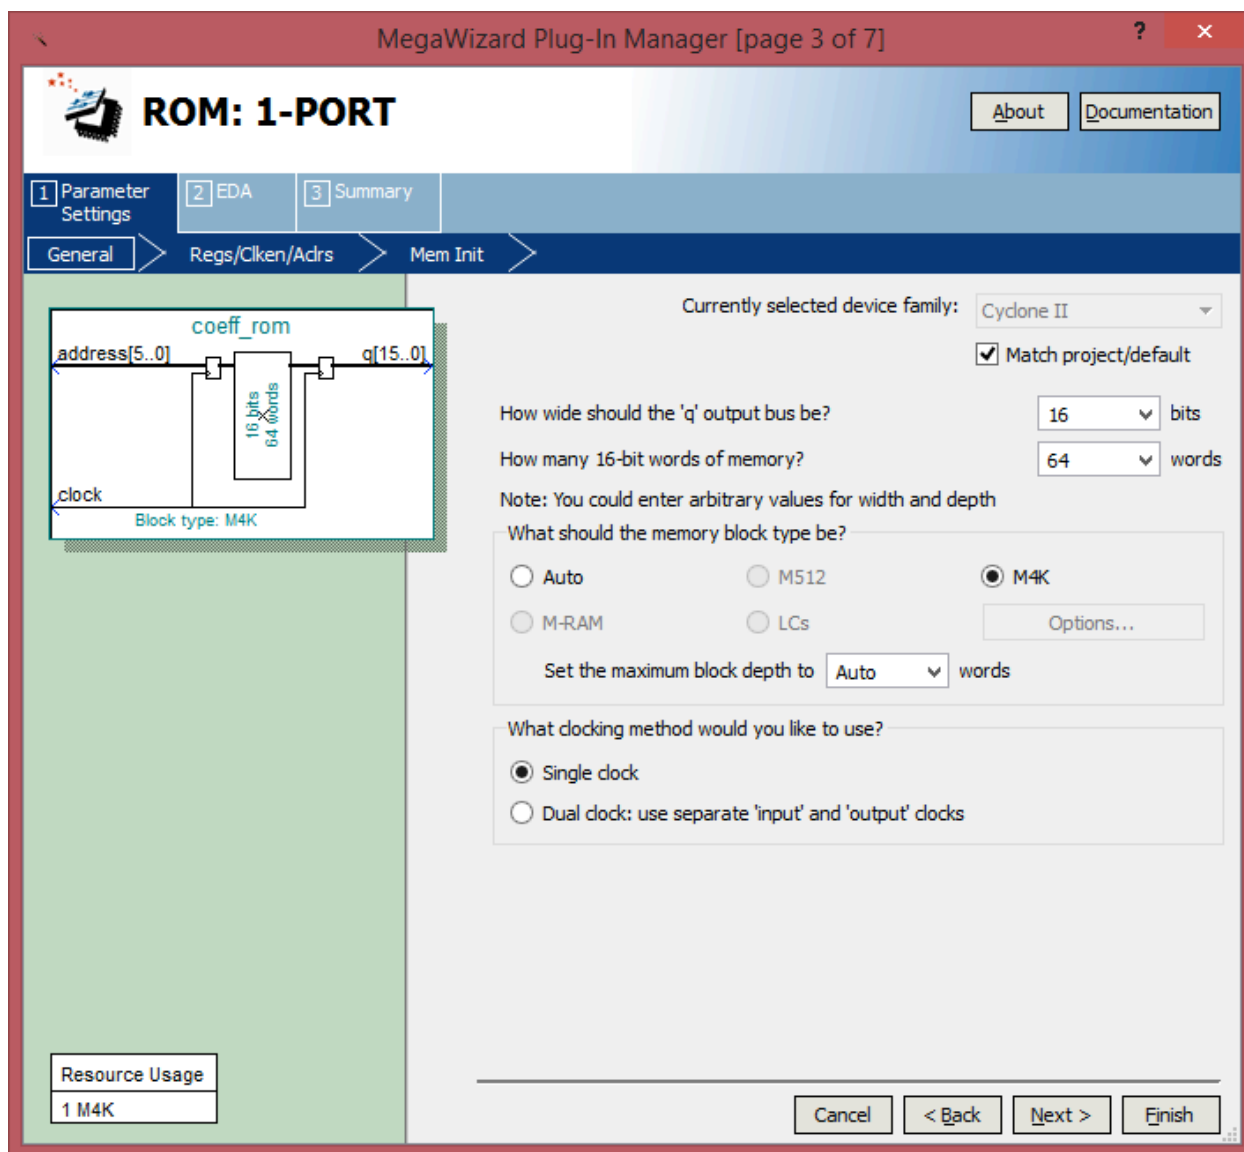 MegaWizard Plug-In Manager [page 3 of 7]
?
ROM: 1-PORT
About
Documentation
1 Parameter Settings
2 EDA
3 Summary
General
Regs/Clken/Aclrs
Mem Init
Currently selected device family:
Cyclone II
Match project/default
coeff_rom
address[5..0]
q[15..0]
16 bits
64 words
clock
Block type: M4K
How wide should the 'q' output bus be?
16
bits
How many 16-bit words of memory?
64
words
Note: You could enter arbitrary values for width and depth
What should the memory block type be?
Auto
M512
M4K
M-RAM
LCs
Options...
Set the maximum block depth to
Auto
words
What clocking method would you like to use?
Single clock
Dual clock: use separate 'input' and 'output' clocks
Resource Usage
1 M4K
Cancel
< Back
Next >
Finish